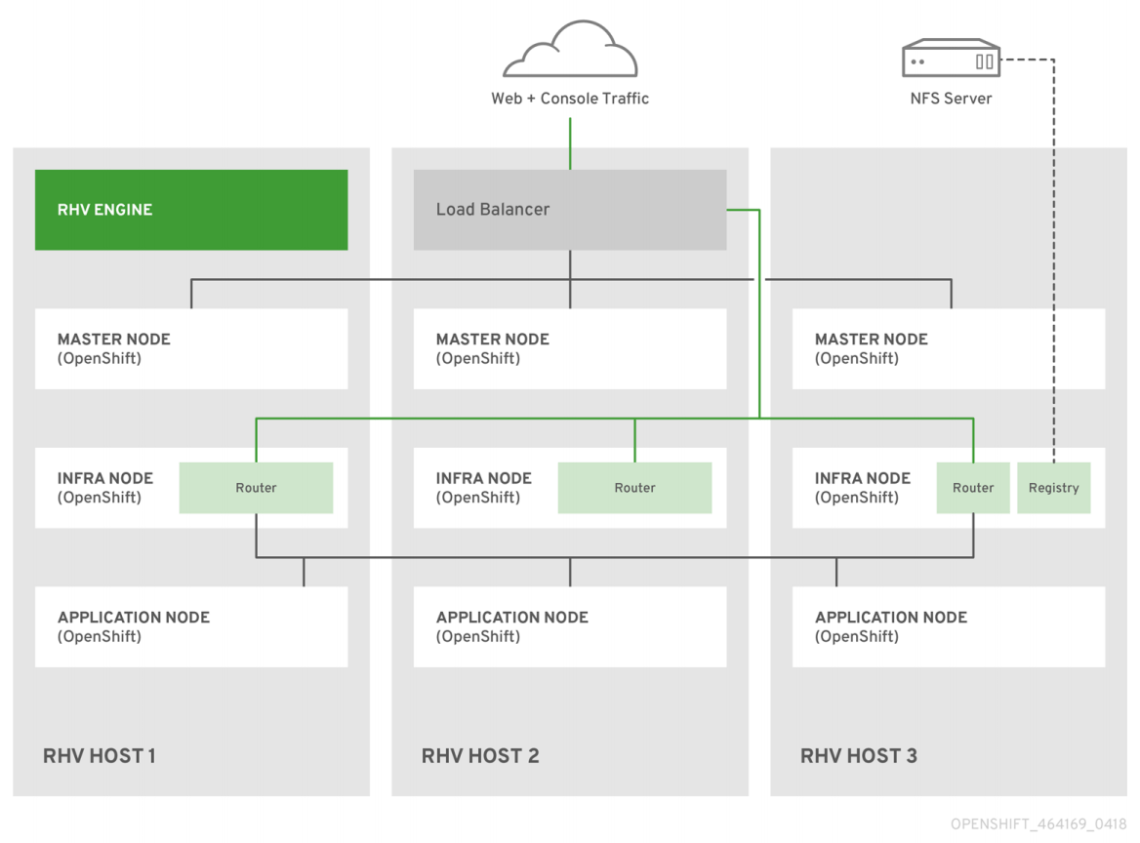 Web + Console Traffic
NFS Server
RHV ENGINE
Load Balancer
MASTER NODE
(OpenShift)
MASTER NODE
(OpenShift)
MASTER NODE
(OpenShift)
INFRA NODE
(OpenShift)
Router
INFRA NODE
(OpenShift)
Router
INFRA NODE
(OpenShift)
Router
Registry
APPLICATION NODE
(OpenShift)
APPLICATION NODE
(OpenShift)
APPLICATION NODE
(OpenShift)
RHV HOST 1
RHV HOST 2
RHV HOST 3
OPENSHIFT_464169_0418